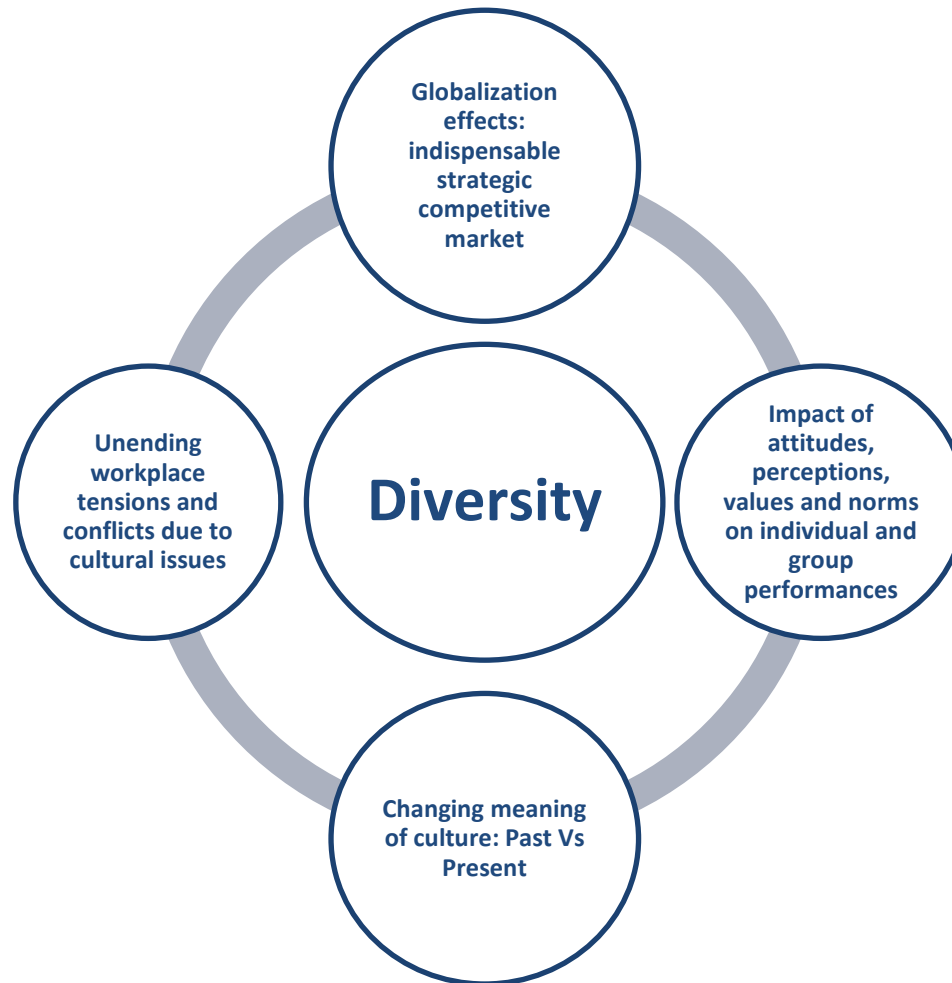 Globalization
effects:
indispensable
strategic
competitive
market
Unending
workplace
tensions and
conflicts due to
cultural issues
Diversity
Impact of
attitudes,
perceptions,
values and norms
on individual and
group
performances
Changing meaning
of culture: Past Vs
Present